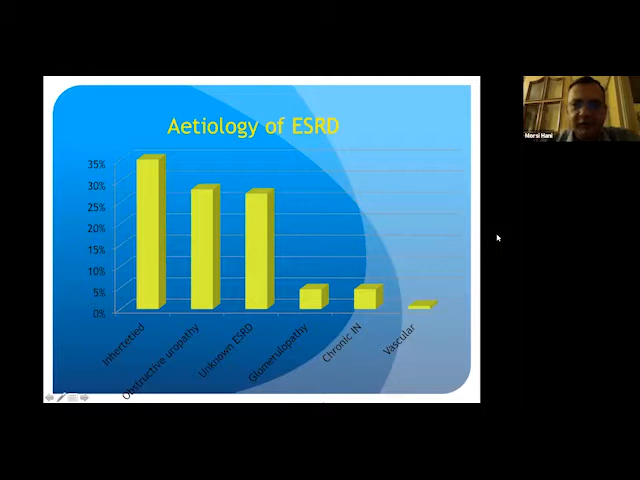 Aetiology of ESRD
35%
30%
25%
20%
15%
10%
5%
0%
Inhertetied
Obstructive uropathy
Unknown ESRD
Glomerulopathy
Chronic IN
Vascular
Morsi Hani